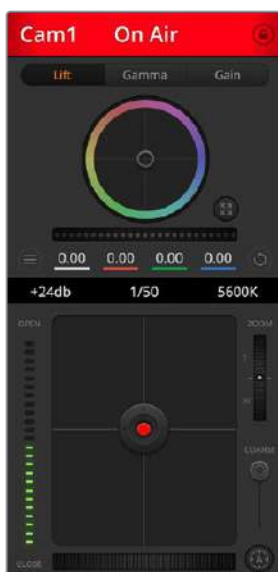 Cam1 On Air
Lift Gamma Gain
0.00 0.00 0.00 0.00
+24db 1/50 5600K
OPEN ZOOM
T
W
COARSE
CLOSE A